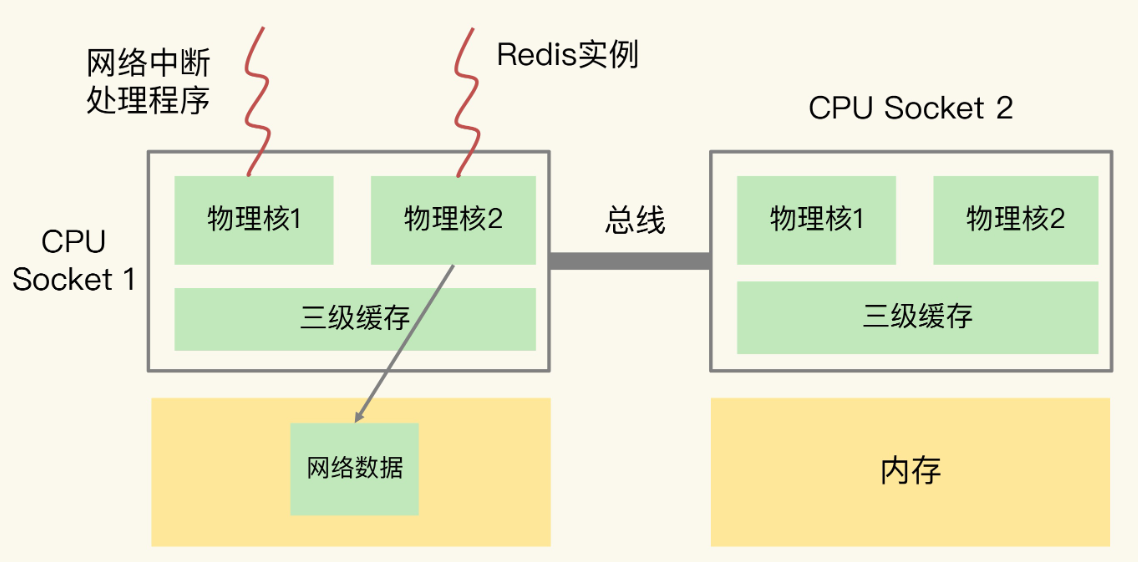 网络中断
处理程序
Redis实例
CPU Socket 2
CPU
Socket 1
物理核1
物理核2
总线
物理核1
物理核2
三级缓存
三级缓存
网络数据
内存